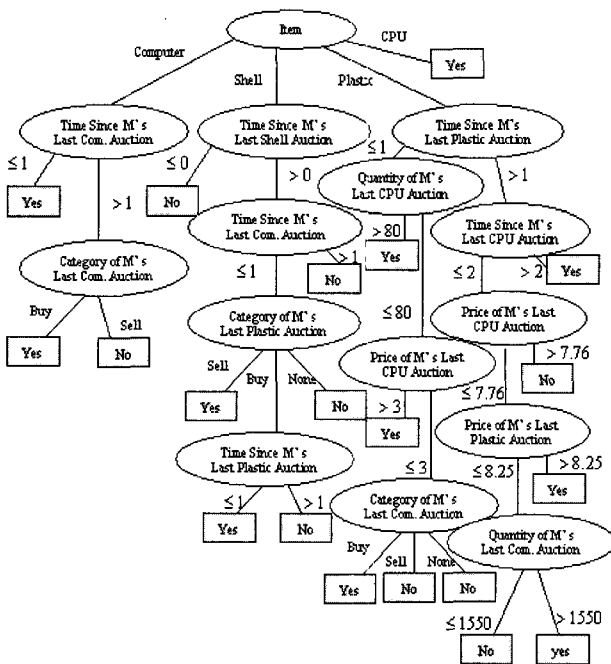 Item
CPU
Computer
Yes
Shell
Plastic
Time Since M's
Last Com. Auction
Time Since M's
Last Shell Auction
Time Since M's
Last Plastic Auction
≤1
≤0
≤1
>1
Yes
>1
No
>0
Quantity of M's
Last CPU Auction
Time Since M's
Last CPU Auction
Category of M's
Last Com. Auction
Time Since M's
Last Com. Auction
>80
Yes
>1
No
≤1
≤2
>2
Yes
Buy
Sell
Yes
No
Category of M's
Last Plastic Auction
≤80
Price of M's Last
CPU Auction
Price of M's Last
CPU Auction
>7.76
No
Sell
Buy
None
Yes
No
>3
Yes
≤7.76
Price of M's Last
Plastic Auction
Time Since M's
Last Plastic Auction
≤3
≤8.25
>8.25
Yes
≤1
>1
Yes
No
Category of M's
Last Com. Auction
Quantity of M's
Last Com. Auction
Buy
Sell
None
Yes
No
No
≤1550
>1550
No
yes